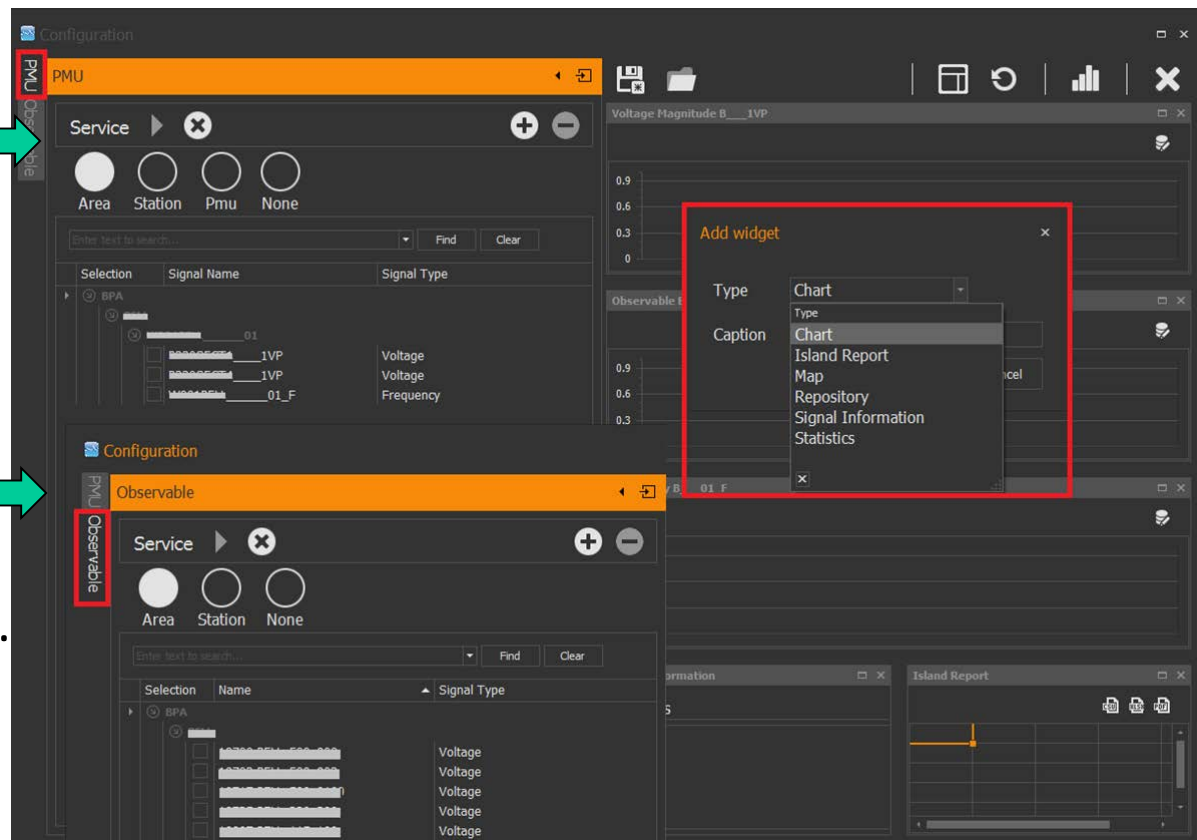 Configuration
PMU
Observable
PMU
Service
Area Station Pmu None
Enter text to search... Find Clear
Selection Signal Name Signal Type
BPA
01
____1VP Voltage
____1VP Voltage
01_F Frequency
Voltage Magnitude B___1VP
0.9
0.6
0.3
0
Observable
0.9
0.6
0.3
01_F
Add widget
Type Chart
Type
Caption
Chart
Island Report
Map
Repository
Signal Information
Statistics
Configuration
PMU
Observable
Observable
Service
Area Station None
Enter text to search... Find Clear
Selection Name Signal Type
BPA
Voltage
Voltage
Voltage
Voltage
Voltage
Island Report